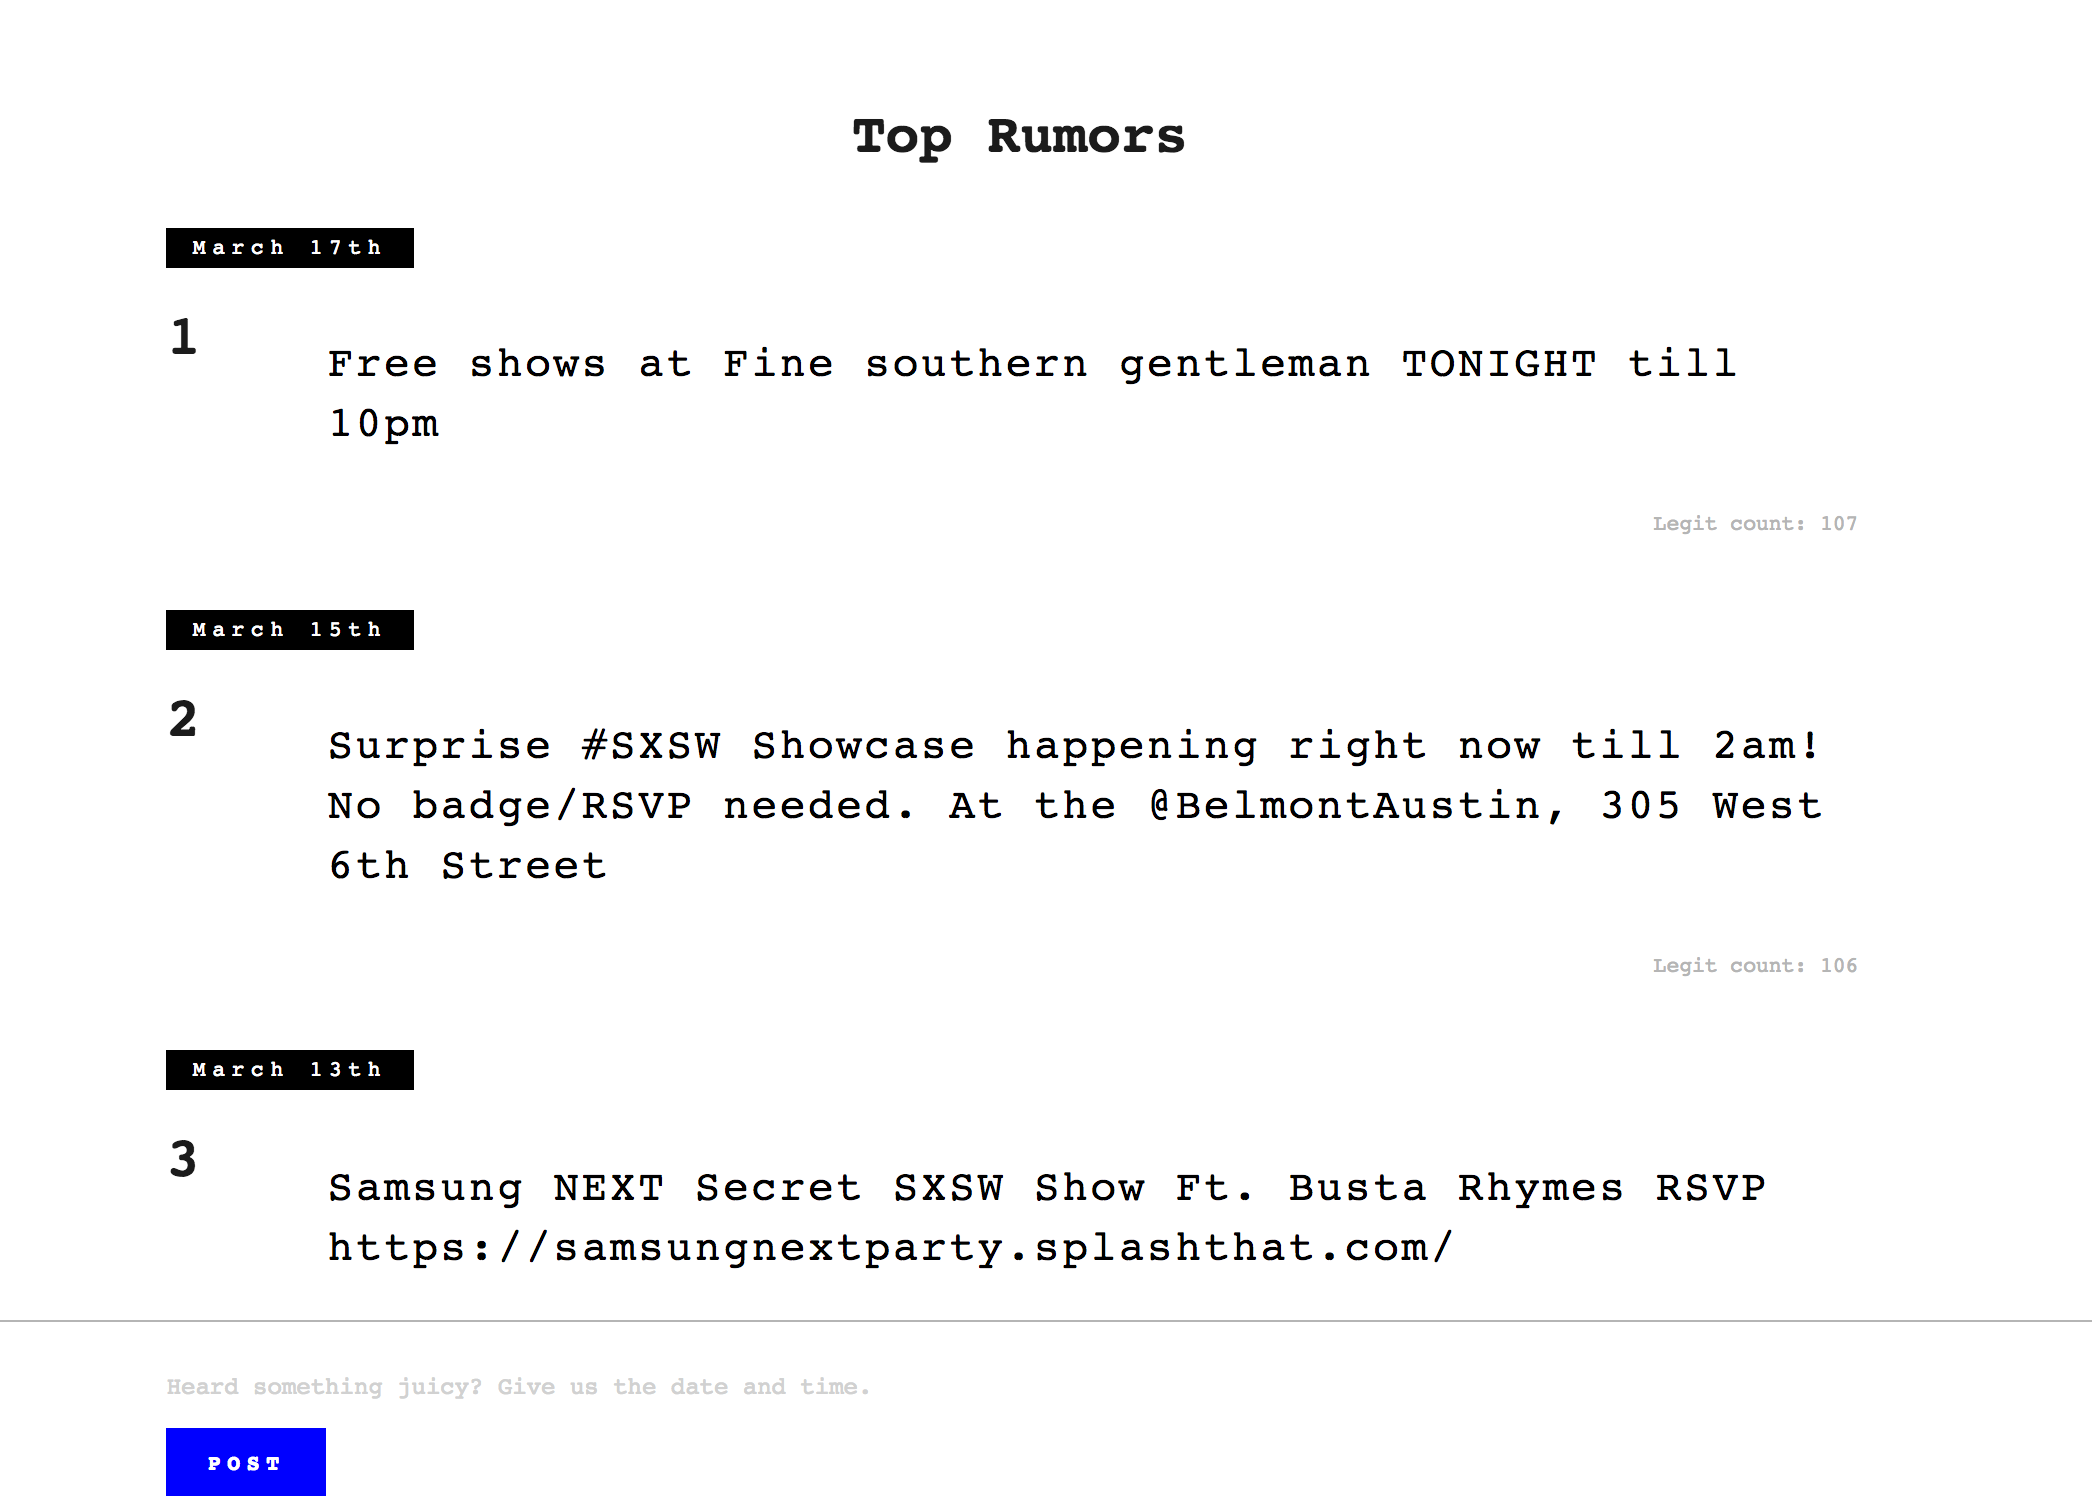 Top Rumors
March 17th
1
Free shows at Fine southern gentleman TONIGHT till
10pm
Legit count: 107
March 15th
2
Surprise #SXSW Showcase happening right now till 2am!
No badge/RSVP needed. At the @BelmontAustin, 305 West
6th Street
Legit count: 106
March 13th
3
Samsung NEXT Secret SXSW Show Ft. Busta Rhymes RSVP
https://samsungnextparty.splashthat.com/
Heard something juicy? Give us the date and time.
POST